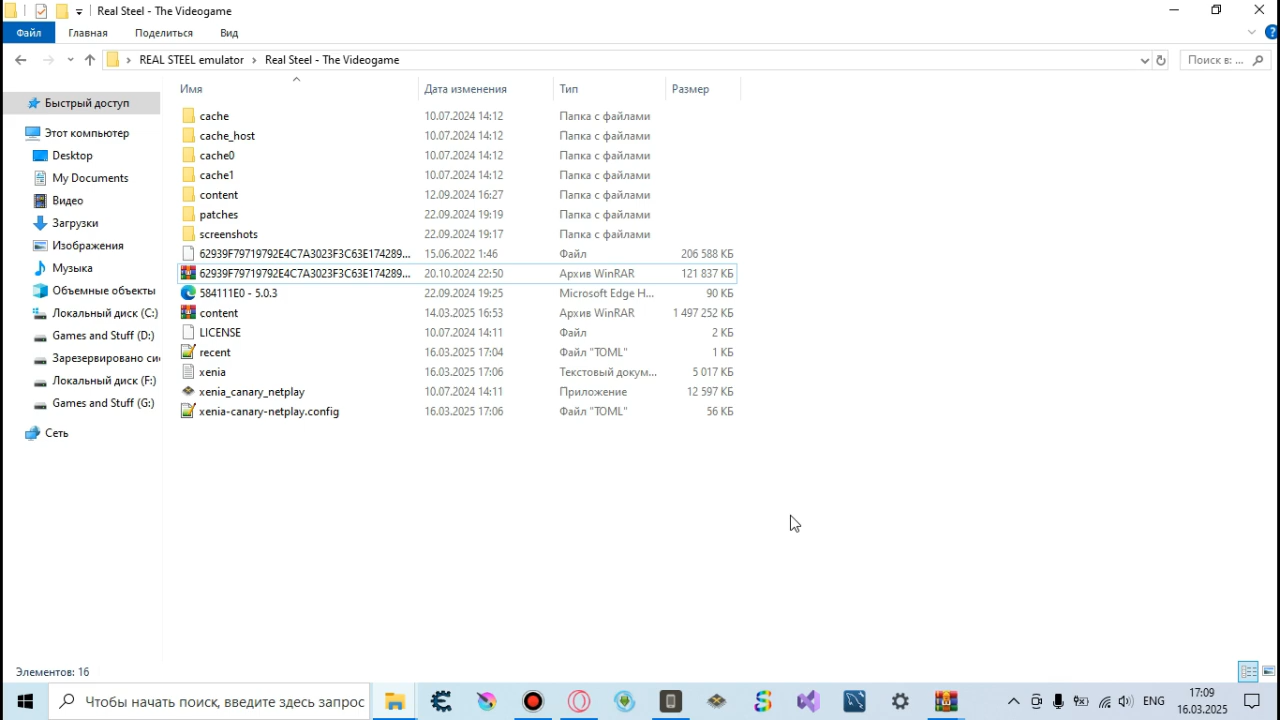 Real Steel - The Videogame
Файл Главная Поделиться Вид
REAL STEEL emulator Real Steel - The Videogame Поиск в: ...
Имя Дата изменения Тип Размер
Быстрый доступ
Этот компьютер
Desktop
My Documents
Видео
Загрузки
Изображения
Музыка
Объемные объекты
Локальный диск (C:)
Games and Stuff (D:)
Зарезервировано сис
Локальный диск (F:)
Games and Stuff (G:)
Сеть
cache 10.07.2024 14:12 Папка с файлами
cache_host 10.07.2024 14:12 Папка с файлами
cache0 10.07.2024 14:12 Папка с файлами
cache1 10.07.2024 14:12 Папка с файлами
content 12.09.2024 16:27 Папка с файлами
patches 22.09.2024 19:19 Папка с файлами
screenshots 22.09.2024 19:17 Папка с файлами
62939F79719792E4C7A3023F3C63E174289... 15.06.2022 1:46 Файл 206 588 КБ
62939F79719792E4C7A3023F3C63E174289... 20.10.2024 22:50 Архив WinRAR 121 837 КБ
584111E0 - 5.0.3 22.09.2024 19:25 Microsoft Edge H... 90 КБ
content 14.03.2025 16:53 Архив WinRAR 1 497 252 КБ
LICENSE 10.07.2024 14:11 Файл 2 КБ
recent 16.03.2025 17:04 Файл "TOML" 1 КБ
xenia 16.03.2025 17:06 Текстовый докум... 5 017 КБ
xenia_canary_netplay 10.07.2024 14:11 Приложение 12 597 КБ
xenia-canary-netplay.config 16.03.2025 17:06 Файл "TOML" 56 КБ
Элементов: 16
Чтобы начать поиск, введите здесь запрос
ENG
17:09
16.03.2025